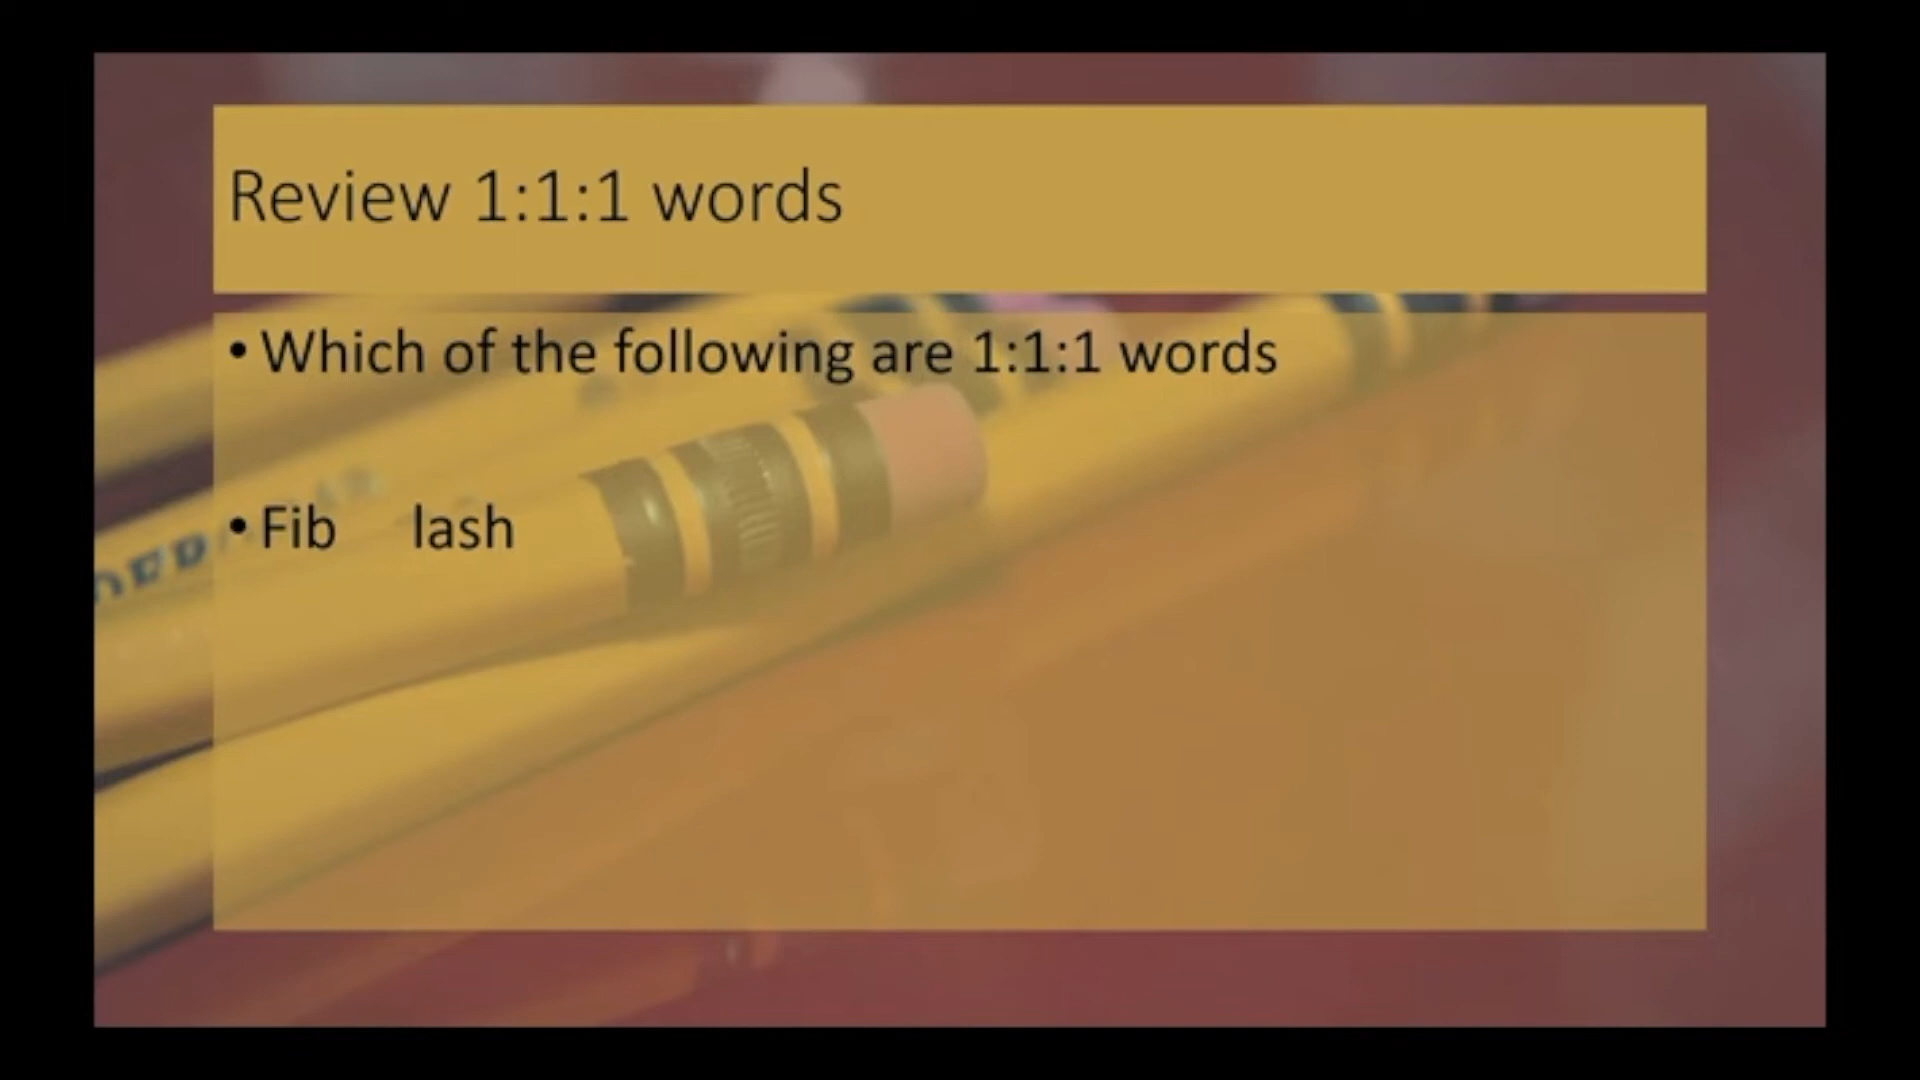 Review 1:1:1 words
• Which of the following are 1:1:1 words
• Fib lash